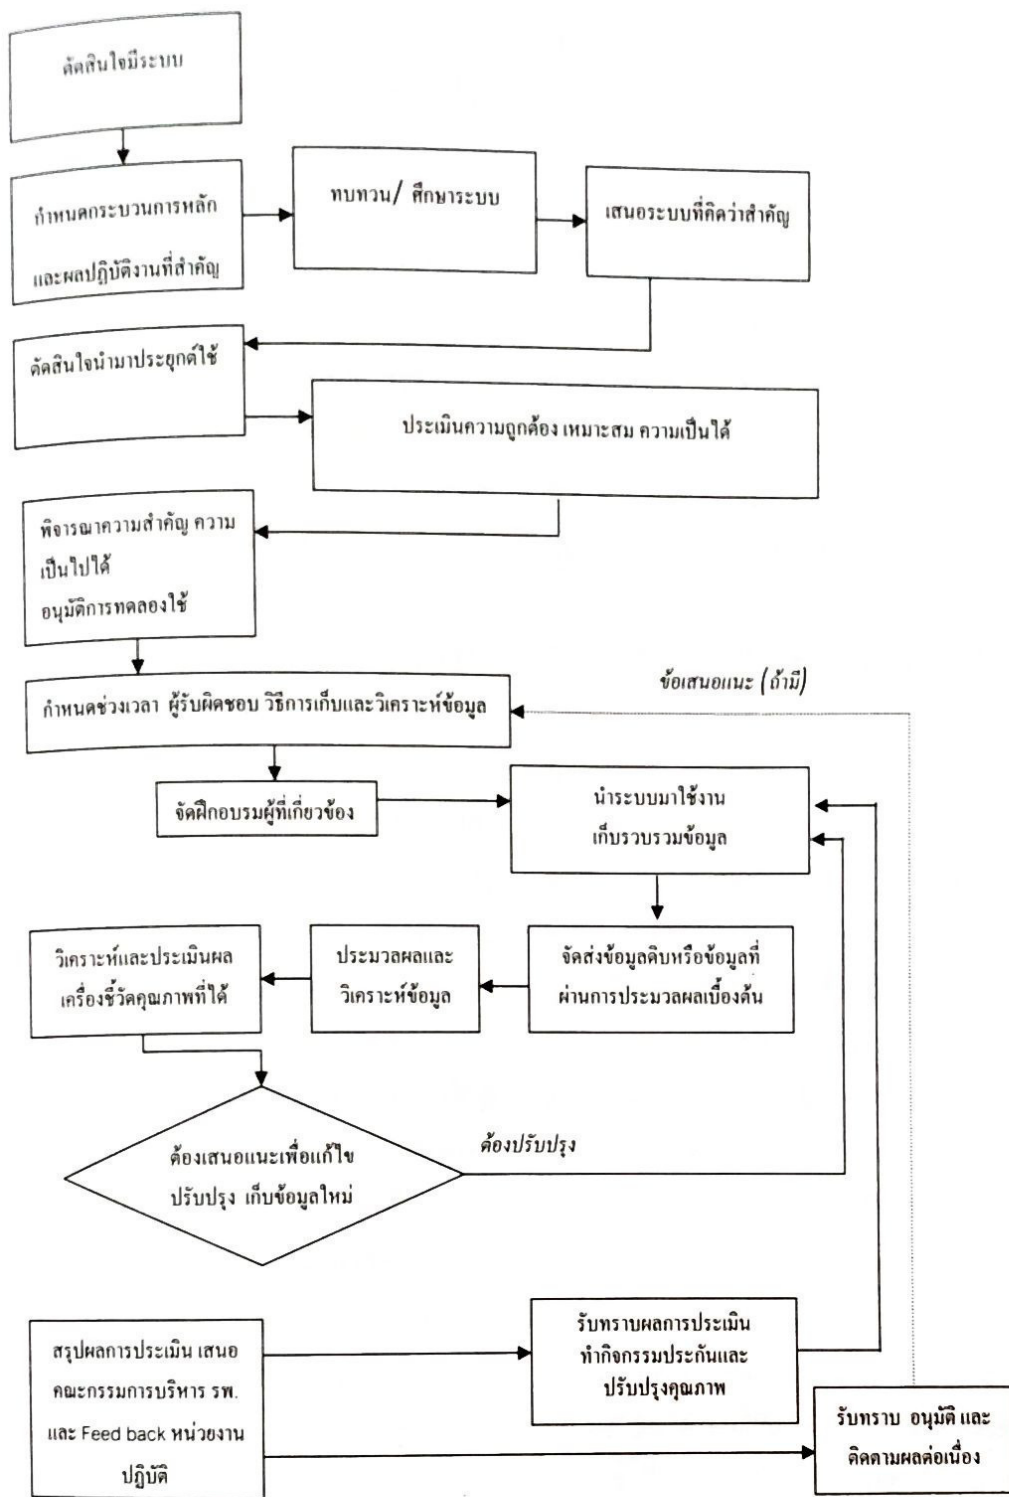 ตัดสินใจมีระบบ
กำหนดกระบวนการหลัก
และผลปฏิบัติงานที่สำคัญ
ทบทวน/ ศึกษาระบบ
เสนอระบบที่คิดว่าสำคัญ
ตัดสินใจนำมาประยุกต์ใช้
ประเมินความถูกต้อง เหมาะสม ความเป็นได้
พิจารณาความสำคัญ ความ
เป็นไปได้
อนุมัติการทดลองใช้
ข้อเสนอแนะ (ถ้ามี)
กำหนดช่วงเวลา ผู้รับผิดชอบ วิธีการเก็บและวิเคราะห์ข้อมูล
จัดฝึกอบรมผู้ที่เกี่ยวข้อง
นำระบบมาใช้งาน
เก็บรวบรวมข้อมูล
วิเคราะห์และประเมินผล
เครื่องชี้วัดคุณภาพที่ได้
ประมวลผลและ
วิเคราะห์ข้อมูล
จัดส่งข้อมูลดิบหรือข้อมูลที่
ผ่านการประมวลผลเบื้องต้น
ต้องเสนอแนะเพื่อแก้ไข
ปรับปรุง เก็บข้อมูลใหม่
ต้องปรับปรุง
สรุปผลการประเมิน เสนอ
คณะกรรมการบริหาร รพ.
และ Feed back หน่วยงาน
ปฏิบัติ
รับทราบผลการประเมิน
ทำกิจกรรมประกันและ
ปรับปรุงคุณภาพ
รับทราบ อนุมัติ และ
ติดตามผลต่อเนื่อง